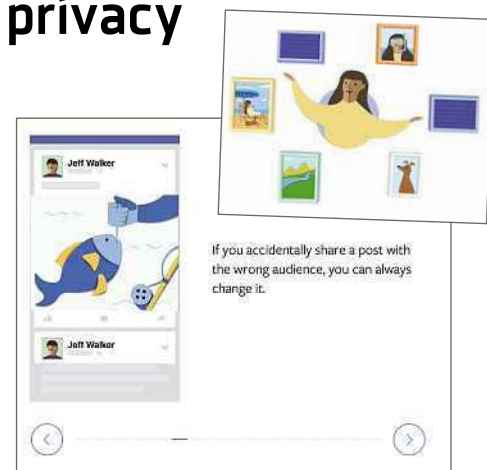 privacy
Jeff Walker
If you accidentally share a post with
the wrong audience, you can always
change it.
Jeff Walker